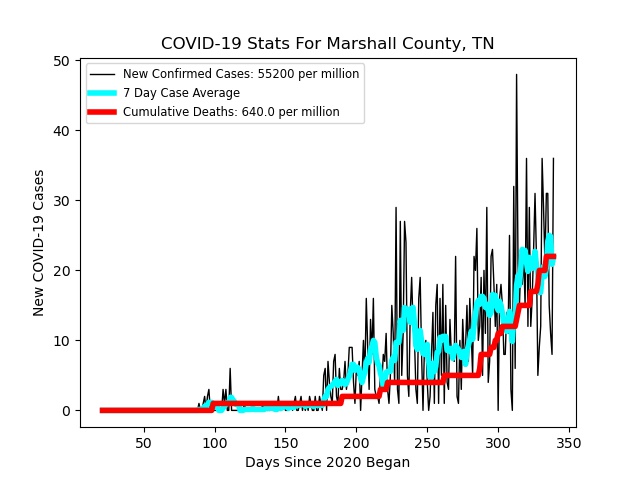 COVID-19 Stats For Marshall County, TN
New Confirmed Cases: 55200 per million
7 Day Case Average
Cumulative Deaths: 640.0 per million
New COVID-19 Cases
50
40
30
20
10
0
50 100 150 200 250 300 350
Days Since 2020 Began